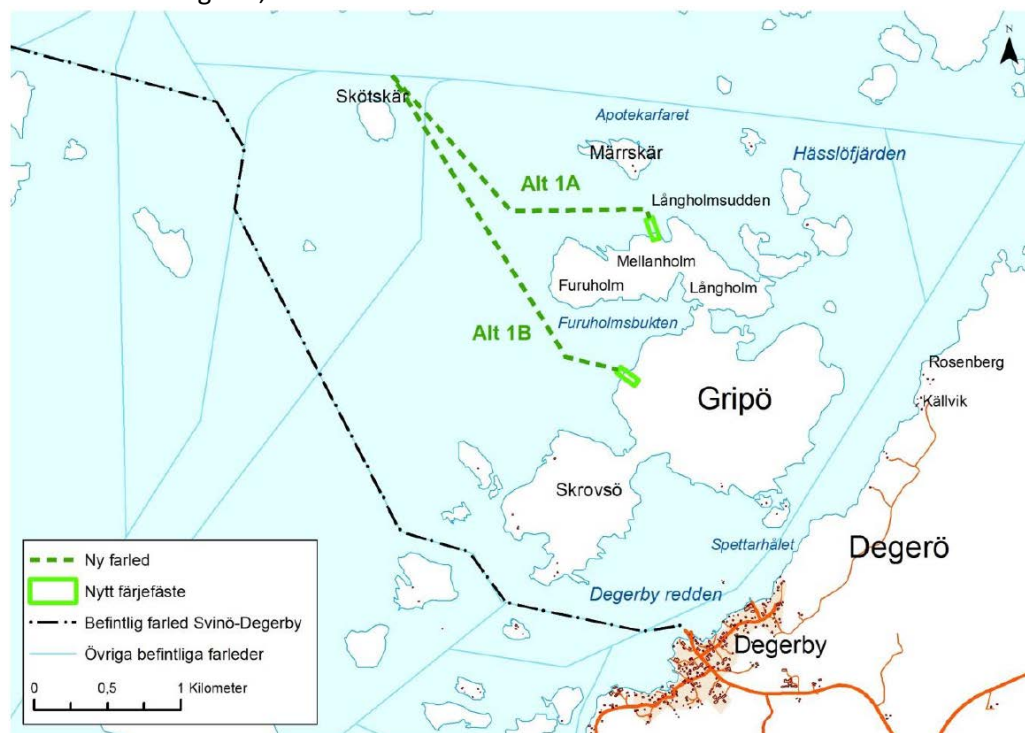 N
Skötskär
Apotekarfaret
Märrskär
Hässlöfjärden
Alt 1A
Långholmsudden
Mellanholm
Furuholm
Långholm
Furuholmsbukten
Alt 1B
Rosenberg
Gripö
Källvik
Skrovsö
Spettarhålet
Degerö
Degerby redden
Degerby
Ny farled
Nytt färjefäste
Befintlig farled Svinö-Degerby
Övriga befintliga farleder
0 0,5 1 Kilometer